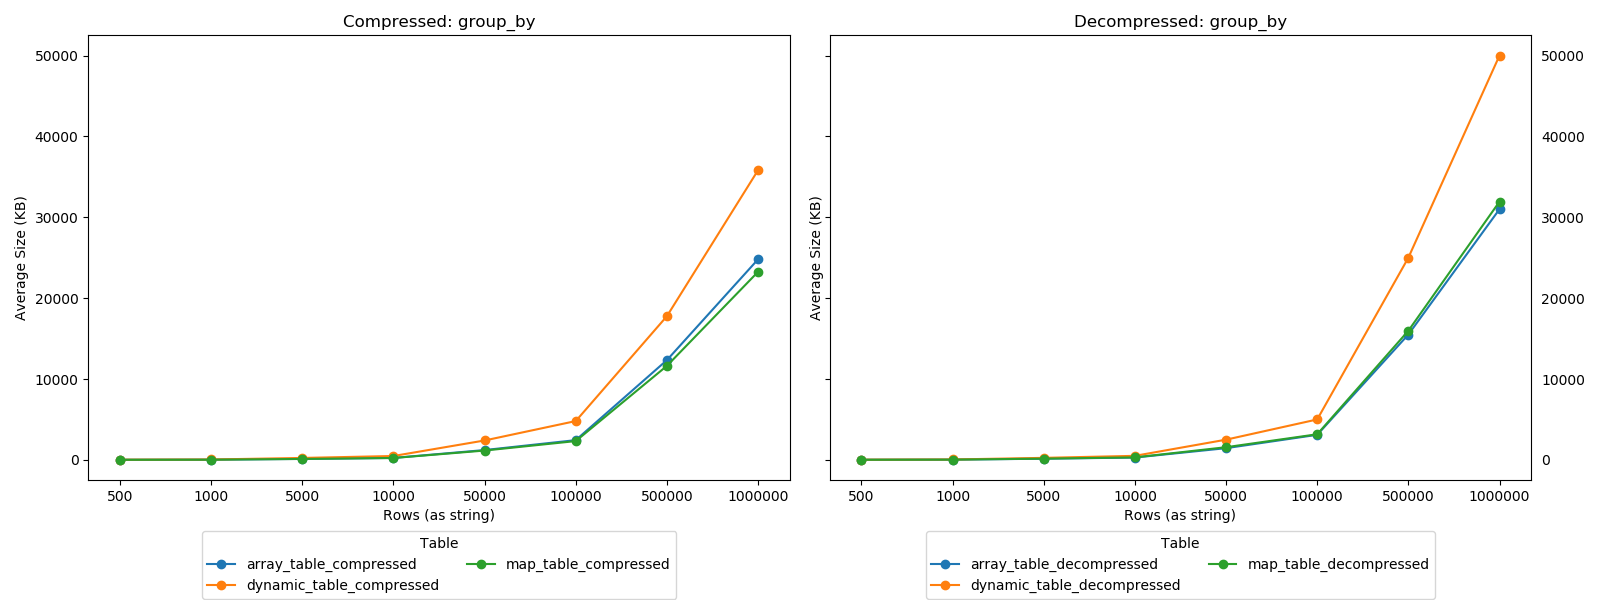 Compressed: group_by
Decompressed: group_by
Average Size (KB)
50000
40000
30000
20000
10000
0
500 1000 5000 10000 50000 100000 500000 1000000
Rows (as string)
Table
array_table_compressed
dynamic_table_compressed
map_table_compressed
Average Size (KB)
50000
40000
30000
20000
10000
0
500 1000 5000 10000 50000 100000 500000 1000000
Rows (as string)
Table
array_table_decompressed
dynamic_table_decompressed
map_table_decompressed